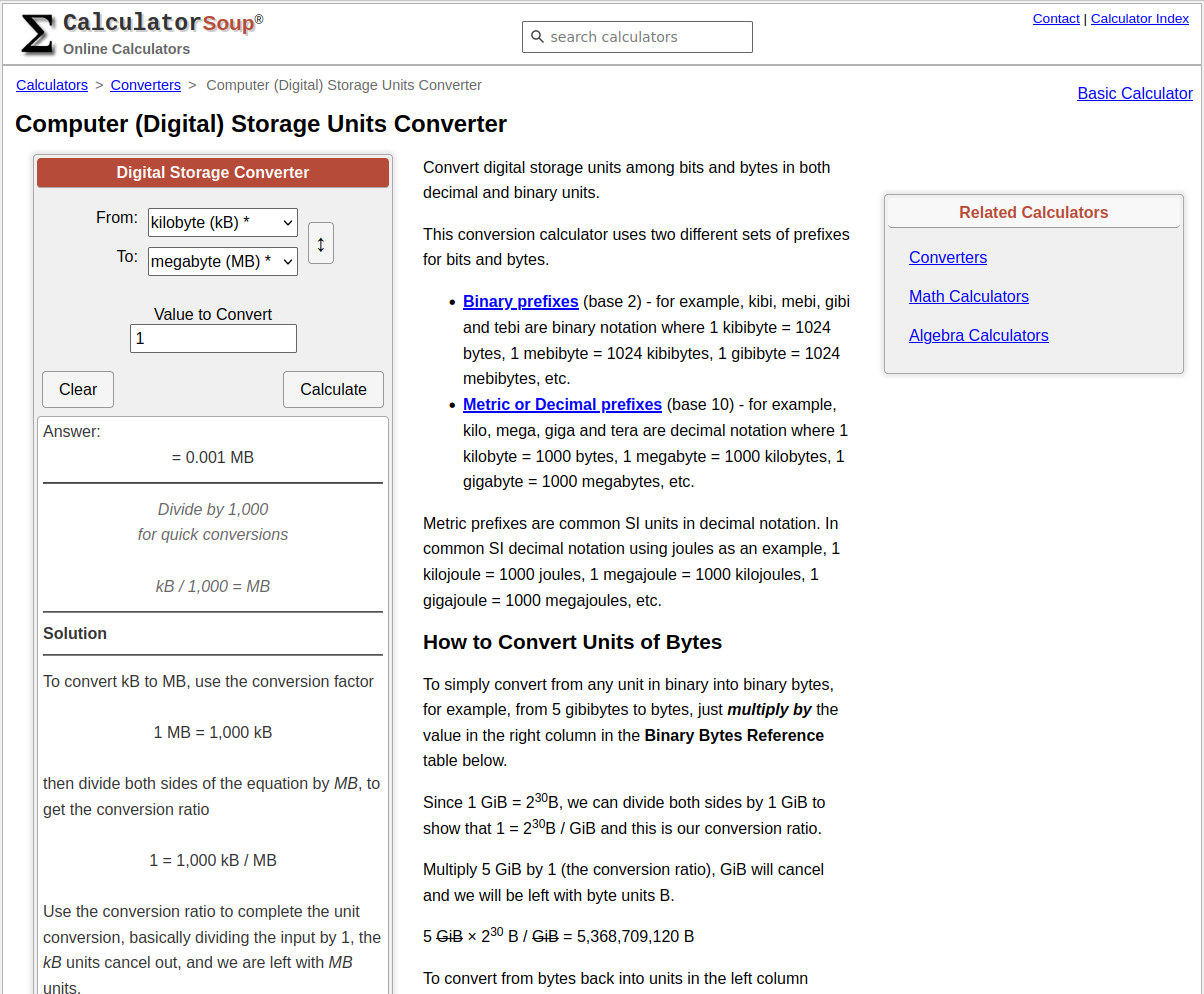 CalculatorSoup®
Online Calculators
search calculators
Contact | Calculator Index
Calculators > Converters > Computer (Digital) Storage Units Converter
Basic Calculator
Computer (Digital) Storage Units Converter
Digital Storage Converter
From: kilobyte (kB) *
To: megabyte (MB) *
↕
Value to Convert
1
Clear
Calculate
Answer:
= 0.001 MB
Divide by 1,000
for quick conversions
kB / 1,000 = MB
Solution
To convert kB to MB, use the conversion factor
1 MB = 1,000 kB
then divide both sides of the equation by MB, to
get the conversion ratio
1 = 1,000 kB / MB
Use the conversion ratio to complete the unit
conversion, basically dividing the input by 1, the
kB units cancel out, and we are left with MB
units.
Convert digital storage units among bits and bytes in both
decimal and binary units.
This conversion calculator uses two different sets of prefixes
for bits and bytes.
• Binary prefixes (base 2) - for example, kibi, mebi, gibi
and tebi are binary notation where 1 kibibyte = 1024
bytes, 1 mebibyte = 1024 kibibytes, 1 gibibyte = 1024
mebibytes, etc.
• Metric or Decimal prefixes (base 10) - for example,
kilo, mega, giga and tera are decimal notation where 1
kilobyte = 1000 bytes, 1 megabyte = 1000 kilobytes, 1
gigabyte = 1000 megabytes, etc.
Metric prefixes are common SI units in decimal notation. In
common SI decimal notation using joules as an example, 1
kilojoule = 1000 joules, 1 megajoule = 1000 kilojoules, 1
gigajoule = 1000 megajoules, etc.
How to Convert Units of Bytes
To simply convert from any unit in binary into binary bytes,
for example, from 5 gibibytes to bytes, just multiply by the
value in the right column in the Binary Bytes Reference
table below.
Since 1 GiB = 2³⁰B, we can divide both sides by 1 GiB to
show that 1 = 2³⁰B / GiB and this is our conversion ratio.
Multiply 5 GiB by 1 (the conversion ratio), GiB will cancel
and we will be left with byte units B.
5 GiB × 2³⁰ B / GiB = 5,368,709,120 B
To convert from bytes back into units in the left column
Related Calculators
Converters
Math Calculators
Algebra Calculators